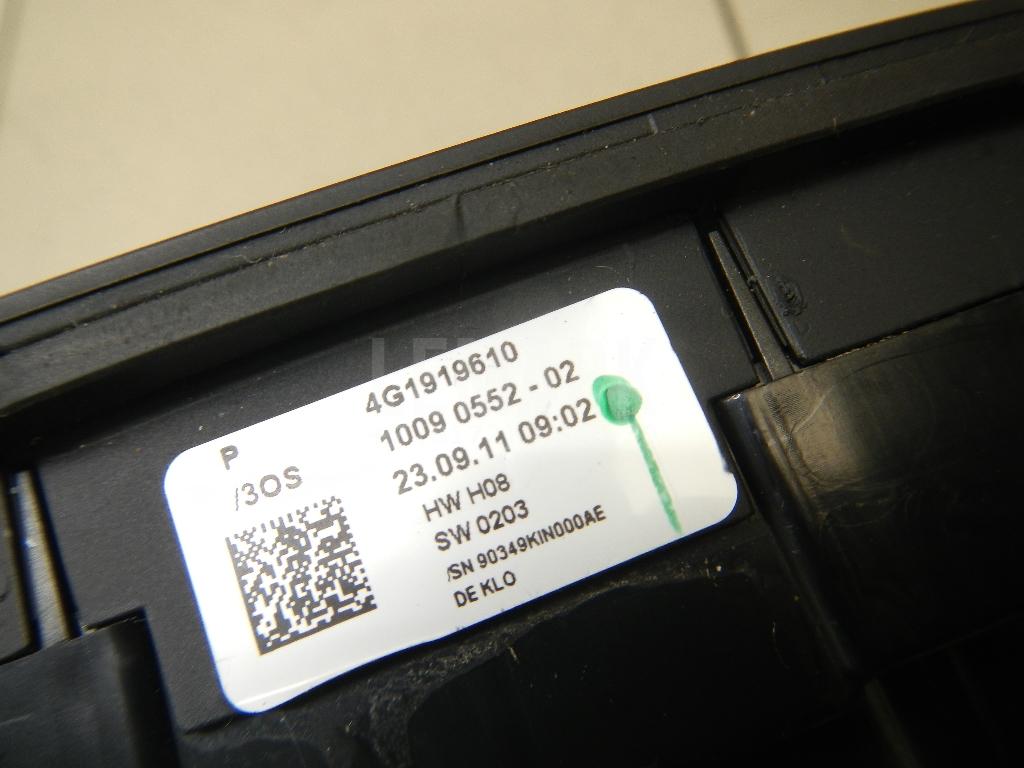 P
/3OS
4G1919610
1009 0552 - 02
23.09.11 09:02
HW H08
SW 0203
/SN 90349KIN000AE
DE KLO